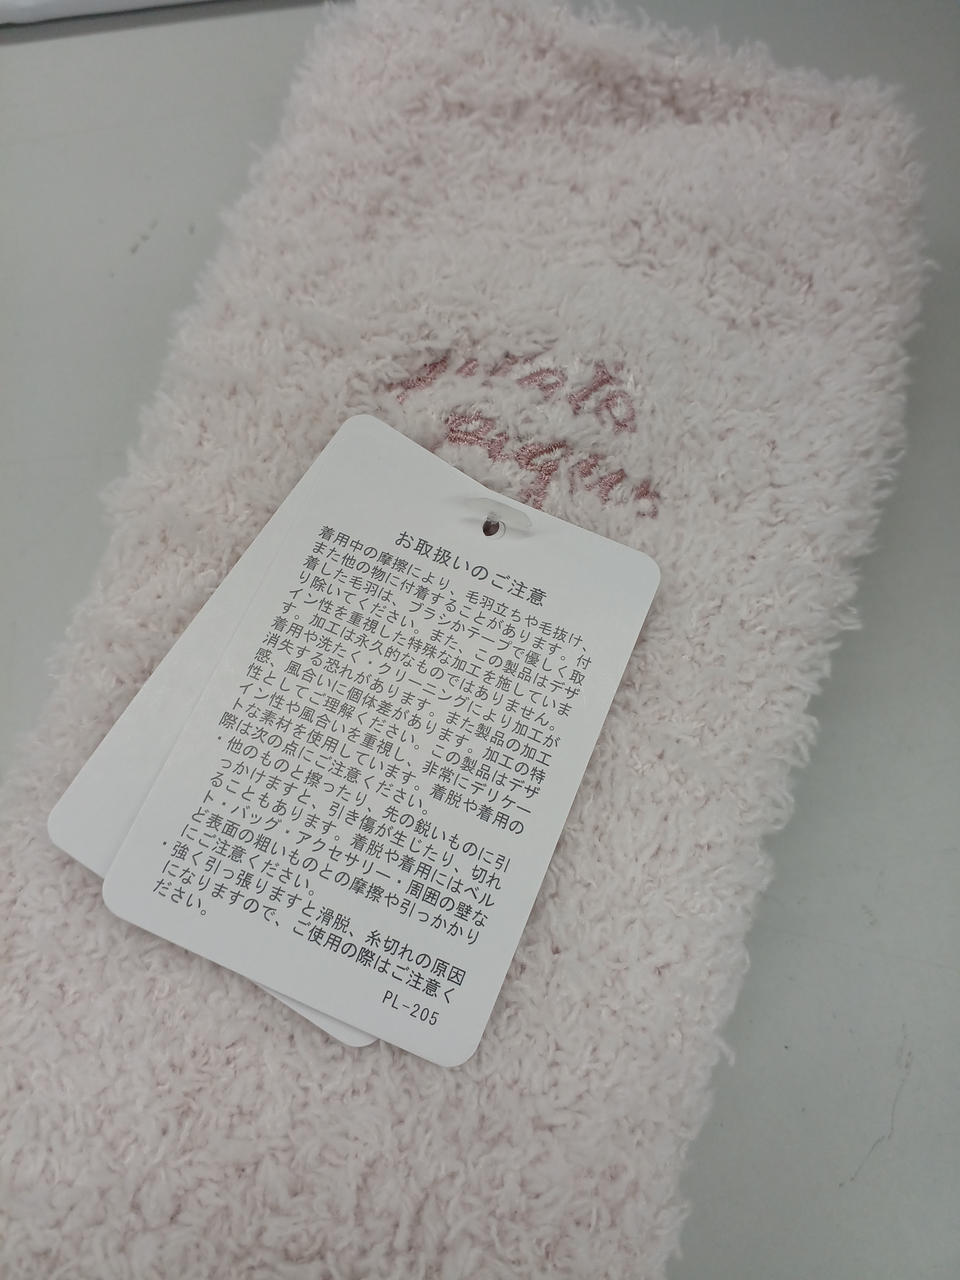 gelato
pique
お取扱いのご注意
着用中の摩擦により、毛羽立ちや毛抜け、
また他の物に付着することがあります。付
着した毛羽は、ブラシかテープで優しく取
り除いてください。また、この製品はデザ
イン性を重視した特殊な加工を施していま
す。加工は永久的なものではありません。
着用や洗たく・クリーニングにより加工が
消失する恐れがあります。また製品の加工
感、風合いに個体差があります。加工の特
性としてご理解ください。この製品はデザ
イン性や風合いを重視し、非常にデリケー
トな素材を使用しています。着脱や着用の
際は次の点にご注意ください。
・他のものと擦ったり、先の鋭いものに引
っかけますと、引き傷が生じたり、切れ
ることもあります。着脱や着用にはベル
ト・バッグ・アクセサリー・周囲の壁な
ど表面の粗いものとの摩擦や引っかかり
にご注意ください。
・強く引っ張りますと滑脱、糸切れの原因
になりますので、ご使用の際はご注意く
ださい。
PL-205